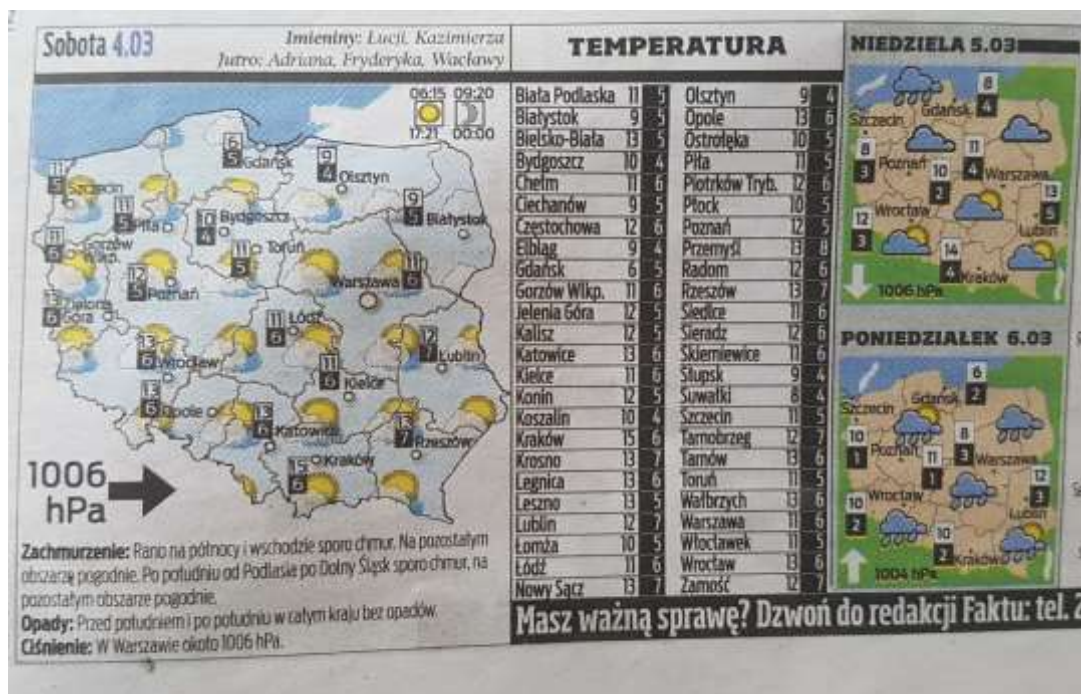 Sobota 4.03
Imieniny: Lucji, Kazimierza
Jutro: Adriana, Fryderyka, Wacławy
06:15 09:20
17:21 00:00
6
5
Gdańsk
9
4
Olsztyn
11
5
Szczecin
11
5
Piła
10
4
Bydgoszcz
9
5
Białystok
11
6
Gorzów
Wlkp.
11
5
Toruń
12
5
Poznań
Warszawa
11
6
13
6
Zielona
Góra
11
6
Łódź
13
6
Wrocław
12
7
Lublin
11
6
Kielce
13
6
Opole
13
6
Katowice
13
7
Rzeszów
15
6
Kraków
1006
hPa
Zachmurzenie: Rano na północy i wschodzie sporo chmur. Na pozostałym
obszarze pogodnie. Po południu od Podlasia po Dolny Śląsk sporo chmur, na
pozostałym obszarze pogodnie.
Opady: Przed południem i po południu w całym kraju bez opadów.
Ciśnienie: W Warszawie około 1006 hPa.
TEMPERATURA
Biała Podlaska 11 5
Białystok 9 5
Bielsko-Biała 13 5
Bydgoszcz 10 4
Chełm 11 6
Ciechanów 9 5
Częstochowa 12 6
Elbląg 9 4
Gdańsk 6 5
Gorzów Wlkp. 11 6
Jelenia Góra 12 5
Kalisz 12 5
Katowice 13 6
Kielce 11 6
Konin 12 5
Koszalin 10 4
Kraków 15 6
Krosno 13 7
Legnica 13 6
Leszno 13 5
Lublin 12 7
Łomża 10 5
Łódź 11 6
Nowy Sącz 13 7
Olsztyn 9 4
Opole 13 6
Ostrołęka 10 5
Piła 11 5
Piotrków Tryb. 12 6
Płock 10 5
Poznań 12 5
Przemyśl 13 8
Radom 12 6
Rzeszów 13 7
Siedlce 11 6
Sieradz 12 6
Skierniewice 11 6
Słupsk 9 4
Suwałki 8 4
Szczecin 11 5
Tarnobrzeg 12 7
Tarnów 13 6
Toruń 11 5
Wałbrzych 13 6
Warszawa 11 6
Włocławek 11 5
Wrocław 13 6
Zamość 12 7
NIEDZIELA 5.03
8
4
Gdańsk
Szczecin
8
3
Poznań
11
4
Warszawa
10
2
12
3
Wrocław
13
5
Lublin
14
4
Kraków
1006 hPa
PONIEDZIAŁEK 6.03
6
2
Gdańsk
Szczecin
10
1
Poznań
8
3
Warszawa
11
1
10
2
Wrocław
12
3
Lublin
10
2
Kraków
1004 hPa
Masz ważną sprawę? Dzwoń do redakcji Faktu: tel.